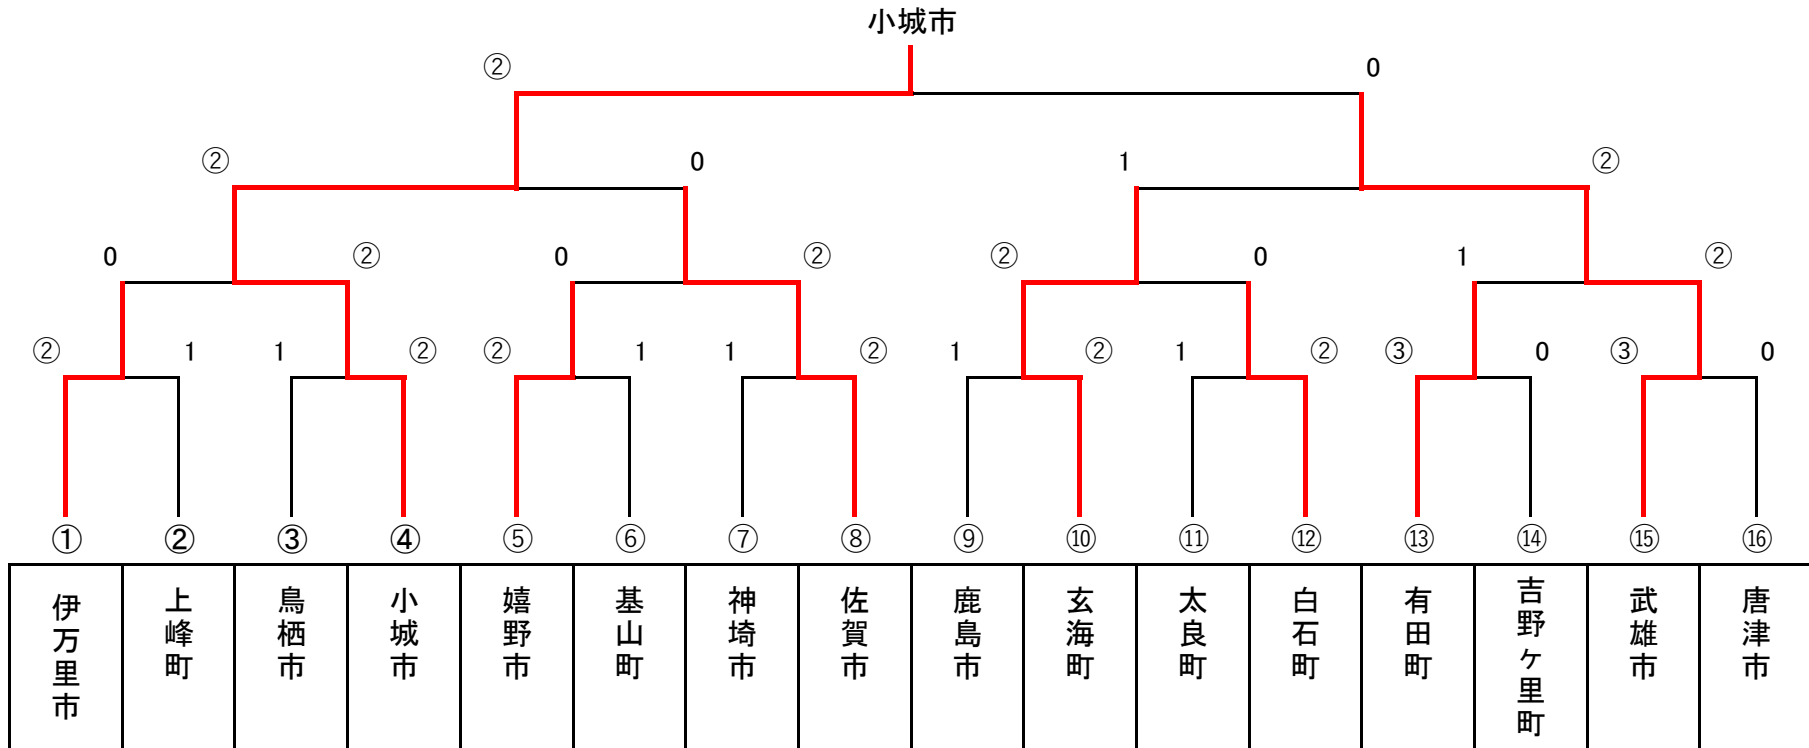 小城市
② 0
② 0 1 ②
0 ② 0 ② ② 0 1 ②
② 1 1 ② ② 1 1 ② 1 ② 1 ② ③ 0 ③ 0
① ② ③ ④ ⑤ ⑥ ⑦ ⑧ ⑨ ⑩ ⑪ ⑫ ⑬ ⑭ ⑮ ⑯
伊万里市
上峰町
鳥栖市
小城市
嬉野市
基山町
神埼市
佐賀市
鹿島市
玄海町
太良町
白石町
有田町
吉野ヶ里町
武雄市
唐津市